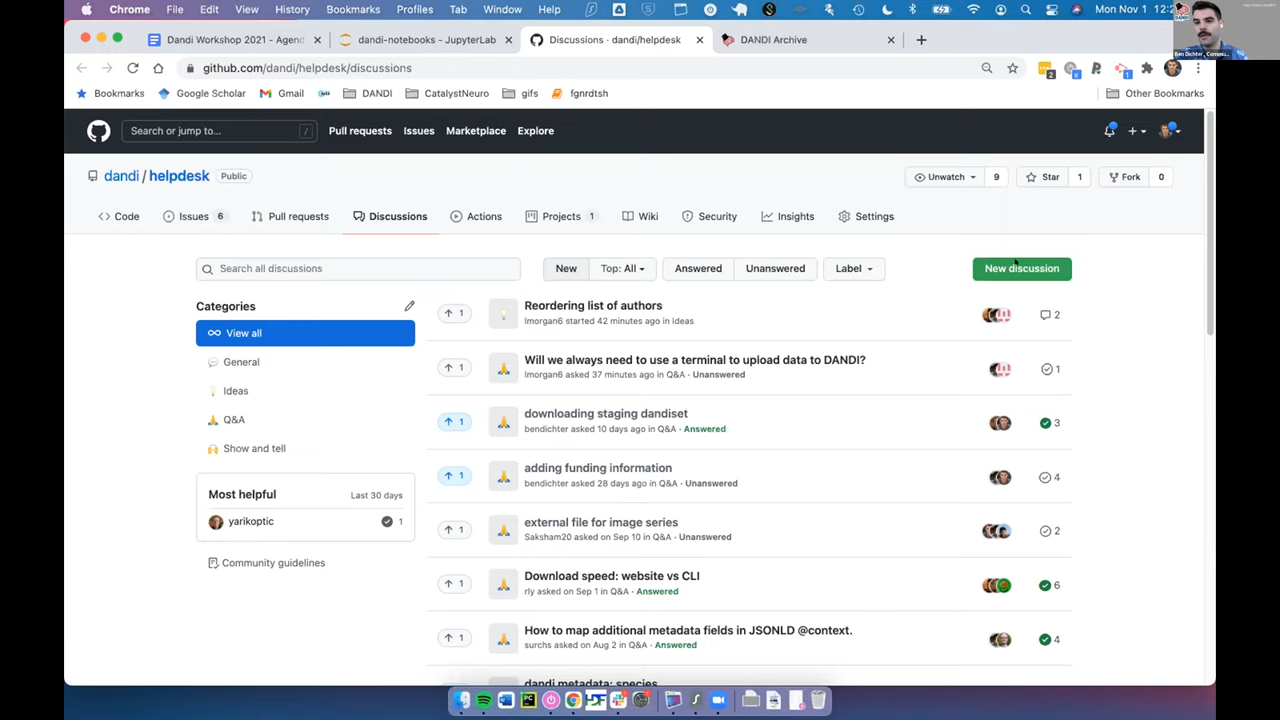 Chrome File Edit View History Bookmarks Profiles Tab Window Help
Mon Nov 1
Dandi Workshop 2021 - Agen
dandi-notebooks - JupyterLab
Discussions · dandi/helpdesk
DANDI Archive
github.com/dandi/helpdesk/discussions
Bookmarks Google Scholar Gmail DANDI CatalystNeuro gifs fgnrdtsh Other Bookmarks
Search or jump to... / Pull requests Issues Marketplace Explore
dandi / helpdesk Public
Unwatch 9 Star 1 Fork 0
Code Issues 6 Pull requests Discussions Actions Projects 1 Wiki Security Insights Settings
Search all discussions New Top: All Answered Unanswered Label New discussion
Categories
View all
General
Ideas
Q&A
Show and tell
Most helpful Last 30 days
yarikoptic 1
Community guidelines
1 Reordering list of authors 2
lmorgan6 started 42 minutes ago in Ideas
1 Will we always need to use a terminal to upload data to DANDI? 1
lmorgan6 asked 37 minutes ago in Q&A · Unanswered
1 downloading staging dandiset 3
bendichter asked 10 days ago in Q&A · Answered
1 adding funding information 4
bendichter asked 28 days ago in Q&A · Unanswered
1 external file for image series 2
Saksham20 asked on Sep 10 in Q&A · Unanswered
1 Download speed: website vs CLI 6
rly asked on Sep 1 in Q&A · Answered
1 How to map additional metadata fields in JSONLD @context. 4
surchs asked on Aug 2 in Q&A · Answered
dandi metadata: species